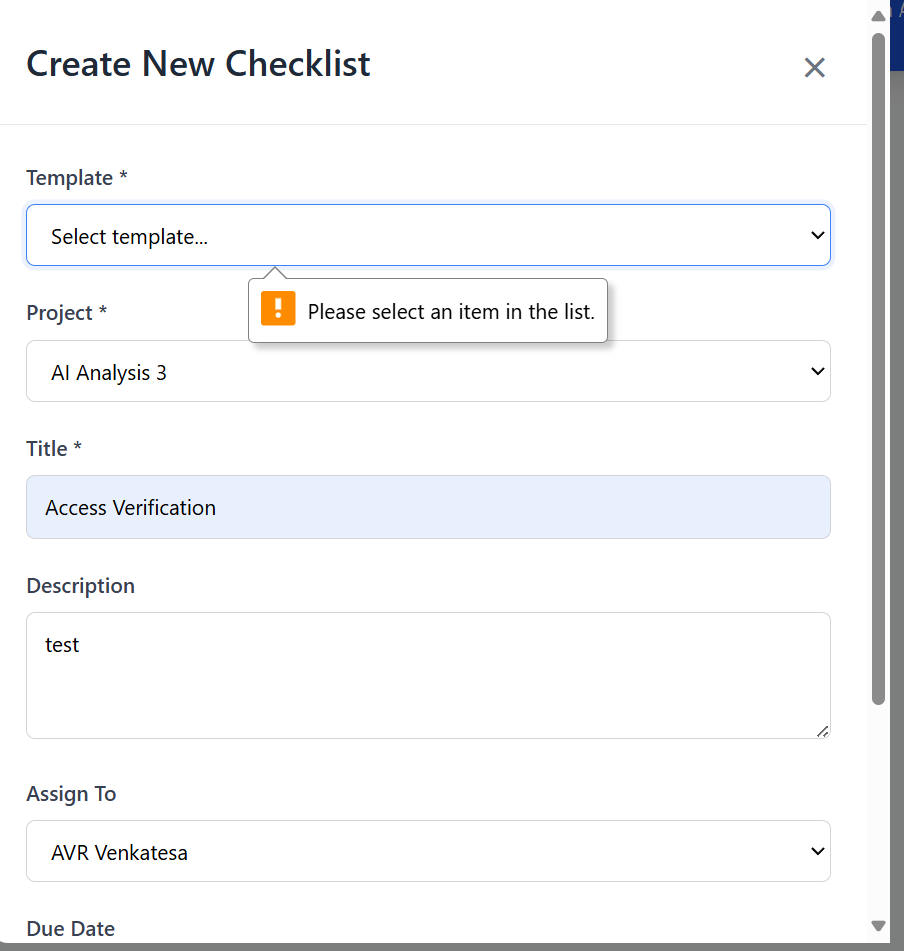 Create New Checklist
Template *
Select template...
Please select an item in the list.
Project *
AI Analysis 3
Title *
Access Verification
Description
test
Assign To
AVR Venkatesa
Due Date